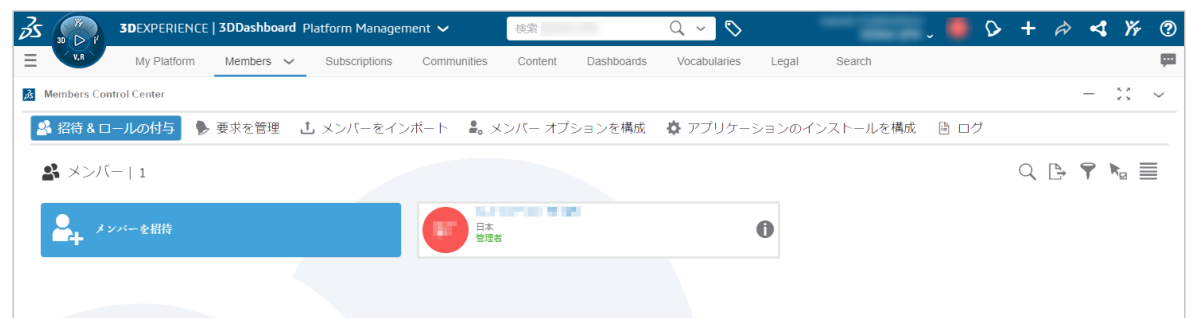 3DEXPERIENCE | 3DDashboard Platform Management
検索
3D
V.R
My Platform Members Subscriptions Communities Content Dashboards Vocabularies Legal Search
Members Control Center
招待 & ロールの付与 要求を管理 メンバーをインポート メンバー オプションを構成 アプリケーションのインストールを構成 ログ
メンバー | 1
メンバーを招待
日本
管理者